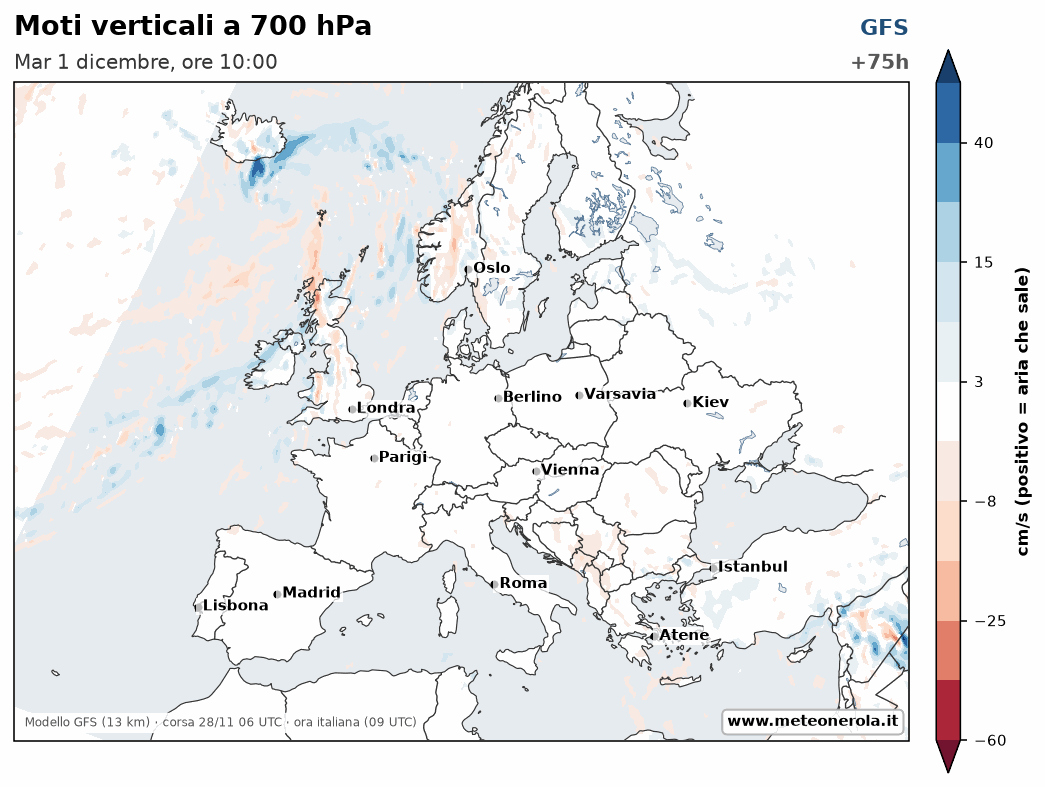 Moti verticali a 700 hPa
GFS
Mar 1 dicembre, ore 10:00
+75h
40
15
3
−8
−25
−60
cm/s (positivo = aria che sale)
Oslo
Berlino
Varsavia
Kiev
Londra
Parigi
Vienna
Istanbul
Roma
Madrid
Lisbona
Atene
Modello GFS (13 km) · corsa 28/11 06 UTC · ora italiana (09 UTC)
www.meteonerola.it